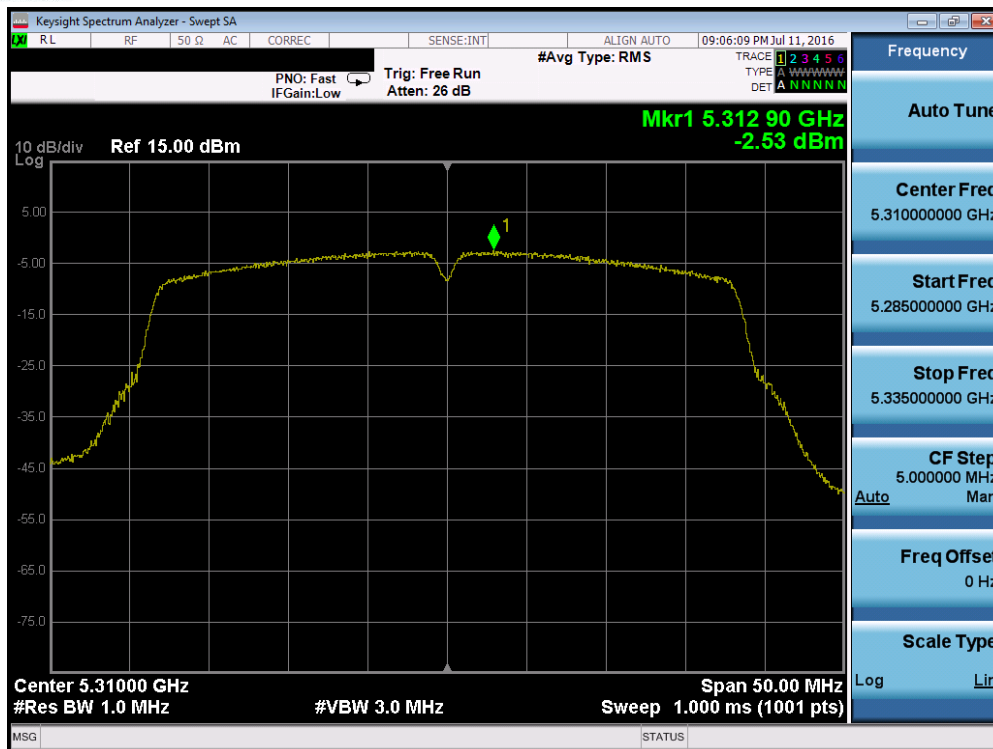 Keysight Spectrum Analyzer - Swept SA
LXI RL RF 50 Ω AC CORREC SENSE:INT ALIGN AUTO 09:06:09 PM Jul 11, 2016
PNO: Fast
IFGain:Low
Trig: Free Run
Atten: 26 dB
#Avg Type: RMS
TRACE 1 2 3 4 5 6
TYPE A WWWWW
DET A N N N N N
Mkr1 5.312 90 GHz
-2.53 dBm
10 dB/div Ref 15.00 dBm
Log
5.00
-5.00
-15.0
-25.0
-35.0
-45.0
-55.0
-65.0
-75.0
1
Center 5.31000 GHz Span 50.00 MHz
#Res BW 1.0 MHz #VBW 3.0 MHz Sweep 1.000 ms (1001 pts)
MSG STATUS
Frequency
Auto Tune
Center Freq
5.310000000 GHz
Start Freq
5.285000000 GHz
Stop Freq
5.335000000 GHz
CF Step
5.000000 MHz
Auto Man
Freq Offset
0 Hz
Scale Type
Log Lin